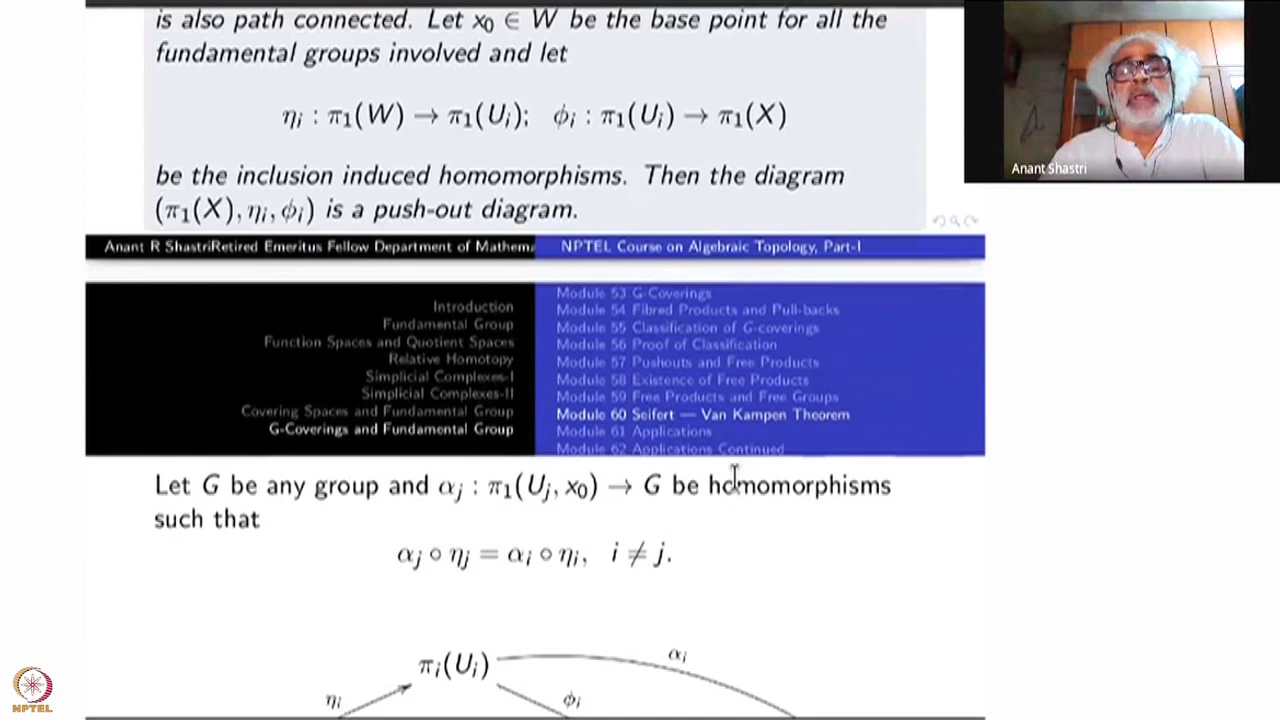 is also path connected. Let x₀ ∈ W be the base point for all the
fundamental groups involved and let
ηᵢ : π₁(W) → π₁(Uᵢ); ϕᵢ : π₁(Uᵢ) → π₁(X)
be the inclusion induced homomorphisms. Then the diagram
(π₁(X), ηᵢ, ϕᵢ) is a push-out diagram.
Anant R ShastriRetired Emeritus Fellow Department of Mathema
NPTEL Course on Algebraic Topology, Part-I
Introduction
Fundamental Group
Function Spaces and Quotient Spaces
Relative Homotopy
Simplicial Complexes-I
Simplicial Complexes-II
Covering Spaces and Fundamental Group
G-Coverings and Fundamental Group
Module 53 G-Coverings
Module 54 Fibred Products and Pull-backs
Module 55 Classification of G-coverings
Module 56 Proof of Classification
Module 57 Pushouts and Free Products
Module 58 Existence of Free Products
Module 59 Free Products and Free Groups
Module 60 Seifert — Van Kampen Theorem
Module 61 Applications
Module 62 Applications Continued
Let G be any group and αⱼ : π₁(Uⱼ, x₀) → G be homomorphisms
such that
αⱼ ∘ ηⱼ = αᵢ ∘ ηᵢ, i ≠ j.
πᵢ(Uᵢ)
αᵢ
ηᵢ
ϕᵢ
Anant Shastri
NPTEL